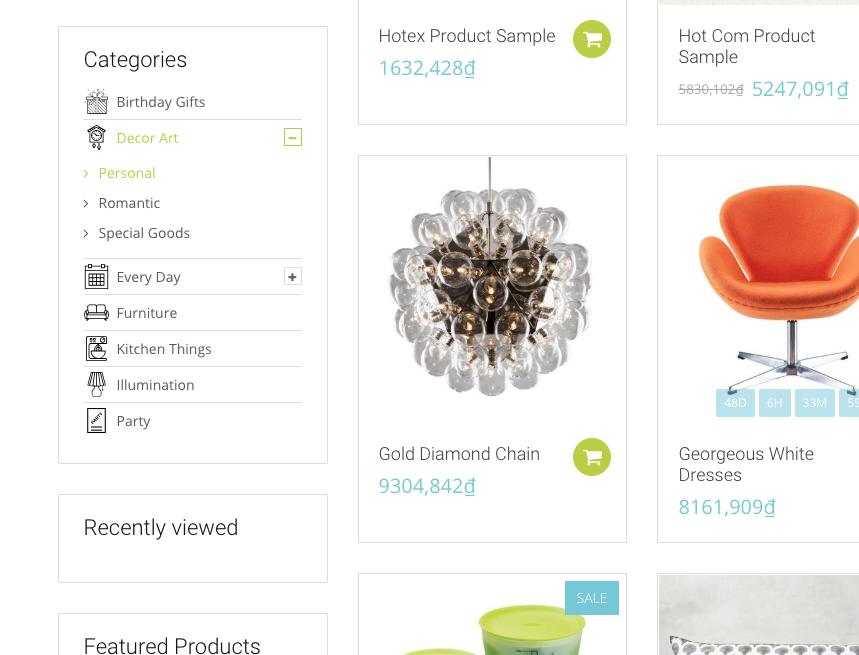 Categories
Birthday Gifts
Decor Art
Personal
Romantic
Special Goods
Every Day
Furniture
Kitchen Things
Illumination
Party
Recently viewed
Featured Products
Hotex Product Sample
1632,428₫
Hot Com Product
Sample
5830,102₫ 5247,091₫
Gold Diamond Chain
9304,842₫
48D 6H 33M
Georgeous White
Dresses
8161,909₫
SALE